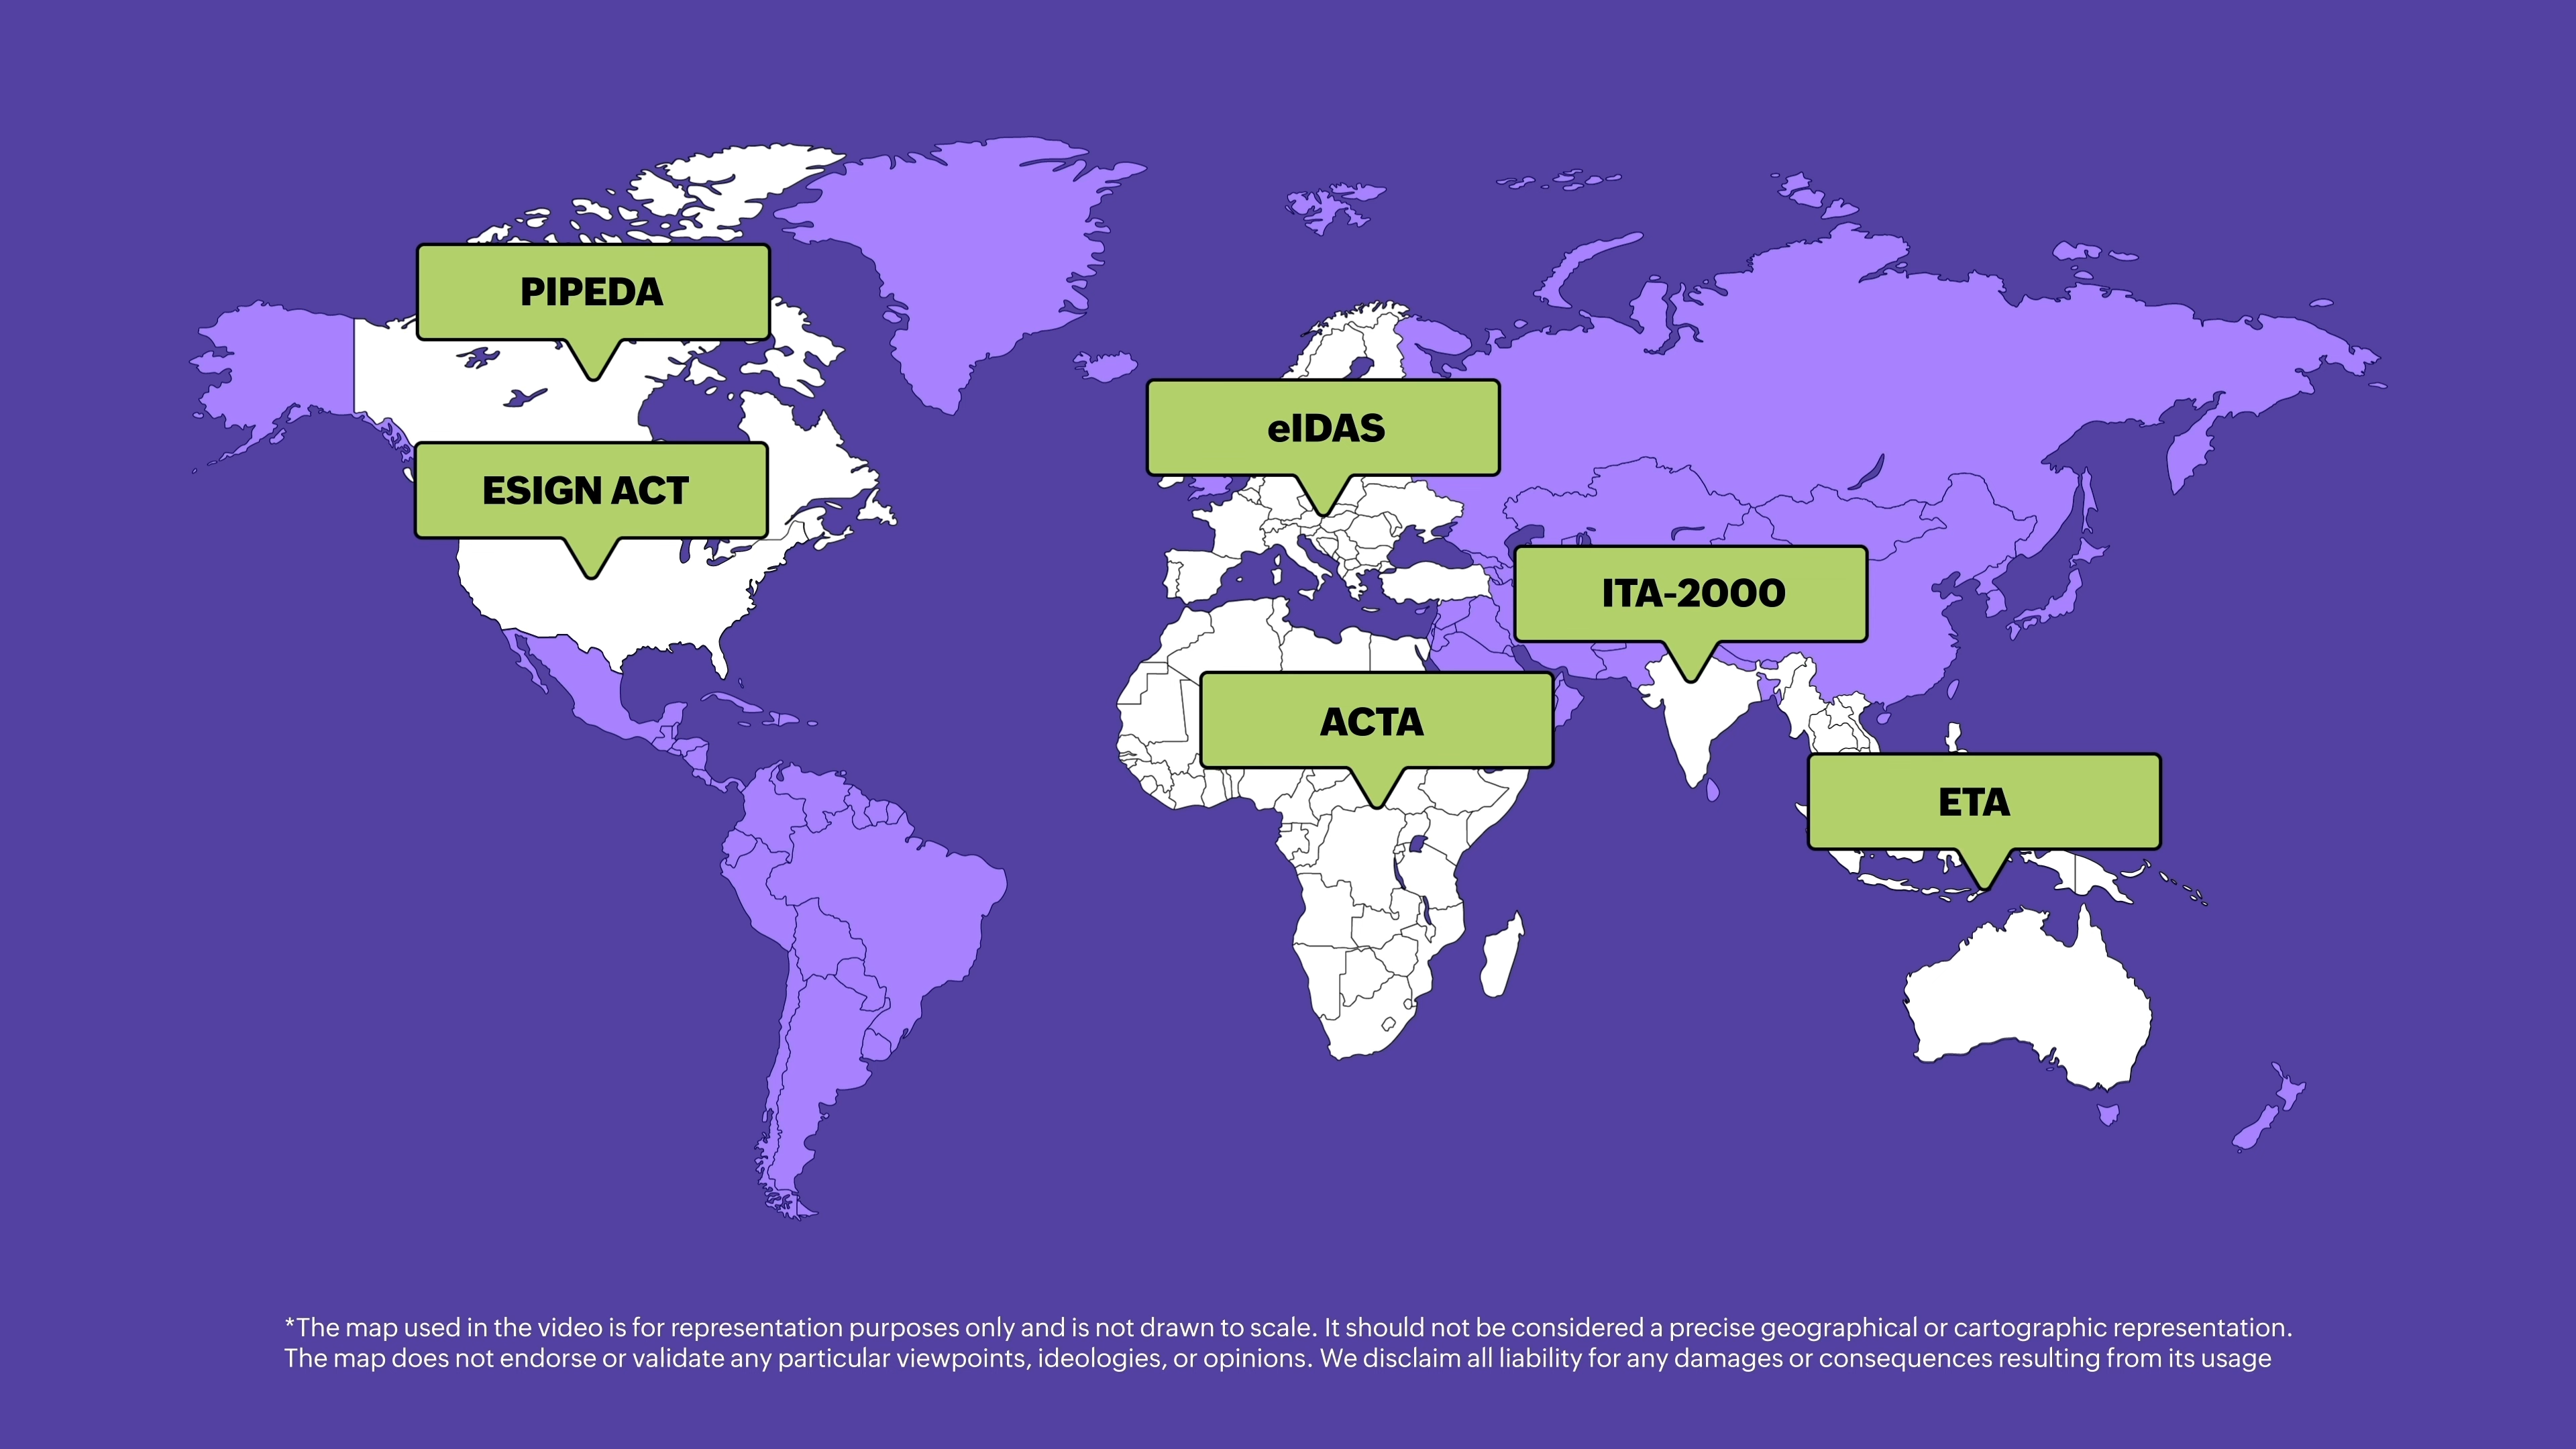 PIPEDA
eIDAS
ESIGN ACT
ITA-2000
ACTA
ETA
*The map used in the video is for representation purposes only and is not drawn to scale. It should not be considered a precise geographical or cartographic representation.
The map does not endorse or validate any particular viewpoints, ideologies, or opinions. We disclaim all liability for any damages or consequences resulting from its usage